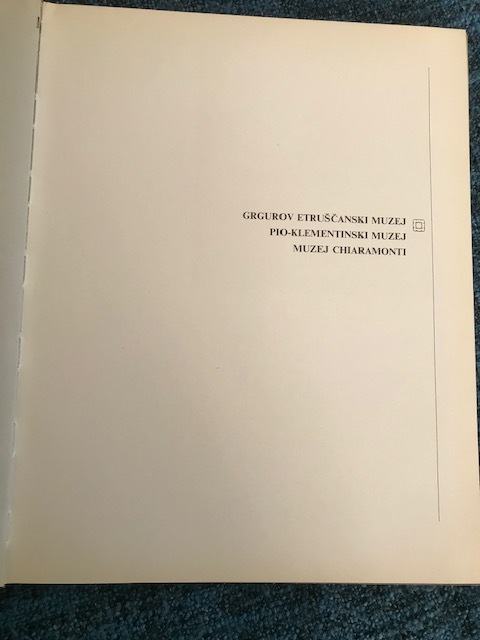 GRGUROV ETRUŠČANSKI MUZEJ
PIO-KLEMENTINSKI MUZEJ
MUZEJ CHIARAMONTI